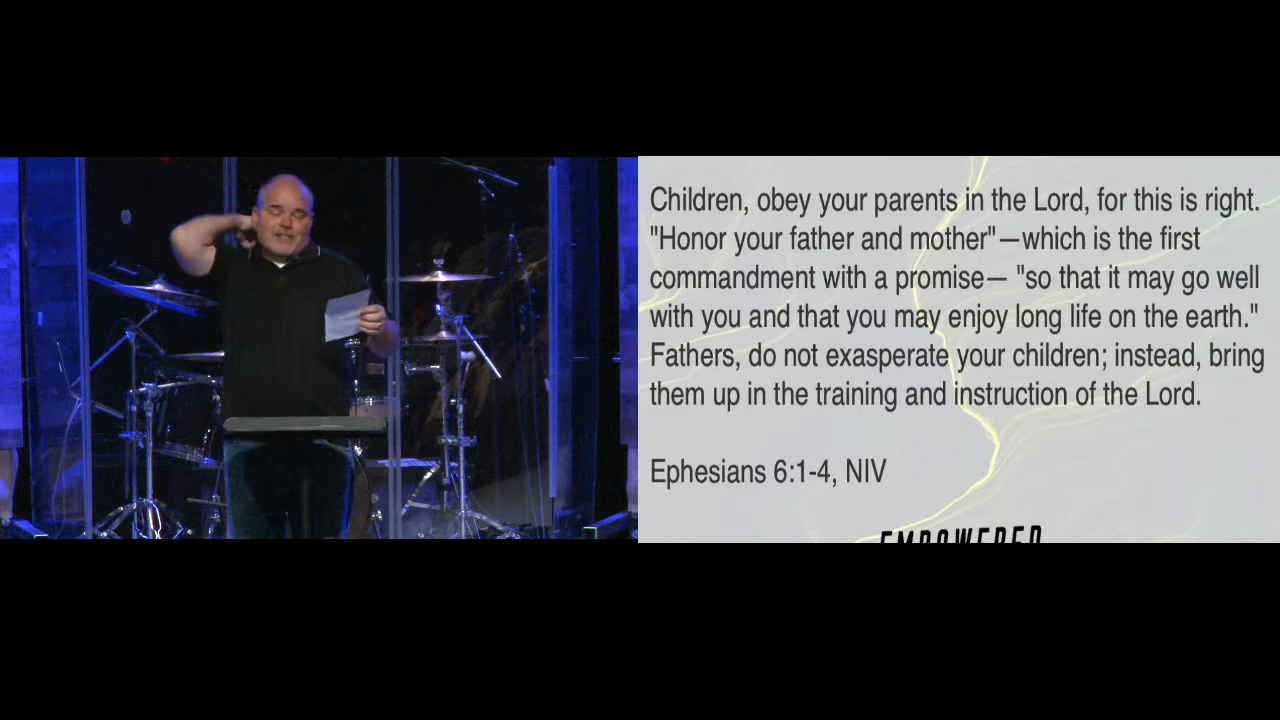 Children, obey your parents in the Lord, for this is right.
"Honor your father and mother"—which is the first
commandment with a promise— "so that it may go well
with you and that you may enjoy long life on the earth."
Fathers, do not exasperate your children; instead, bring
them up in the training and instruction of the Lord.
Ephesians 6:1-4, NIV
EMPOWERED